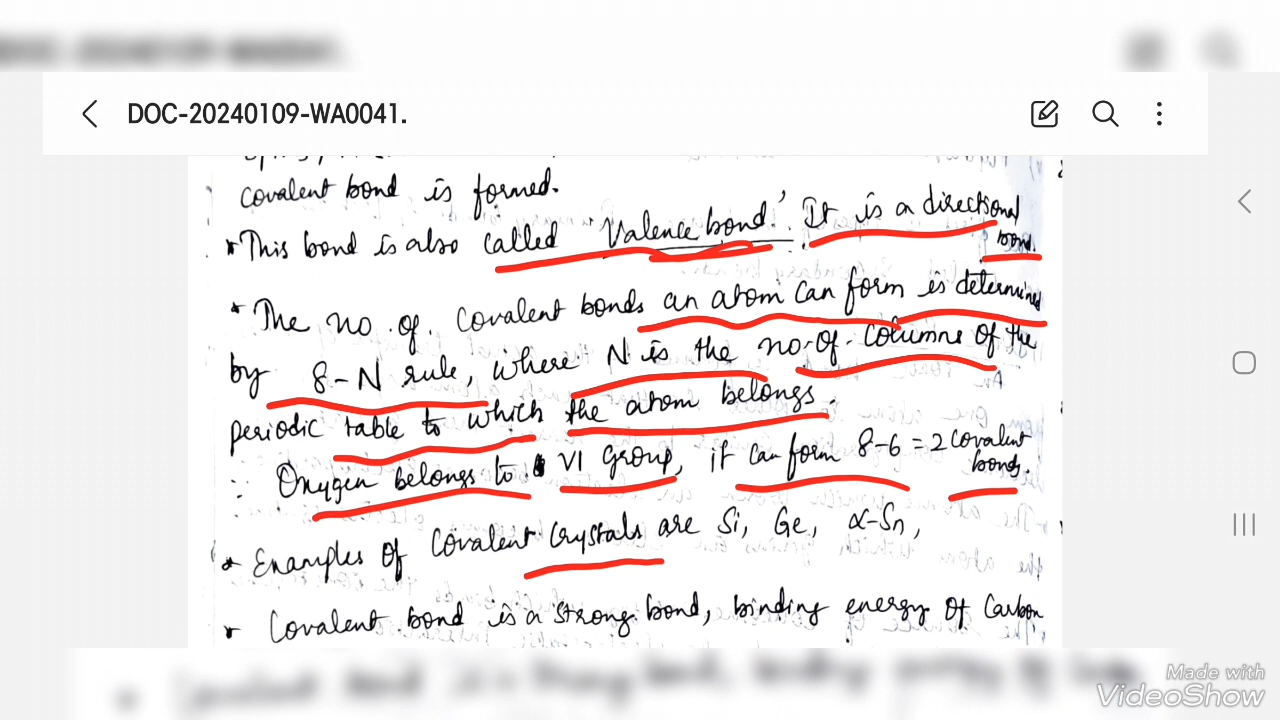 DOC-20240109-WA0041.
covalent bond is formed.
* This bond is also called "Valence bond". It is a directional bond.
* The no. of. covalent bonds an atom can form is determined
by 8-N rule, where N is the no. of. columns of the
periodic table to which the atom belongs.
∴ Oxygen belongs to VI group, it can form 8-6 = 2 covalent bonds.
* Examples of Covalent Crystals are Si, Ge, α-Sn,
* Covalent bond is a strong bond, binding energy of Carbon
Made with
VideoShow